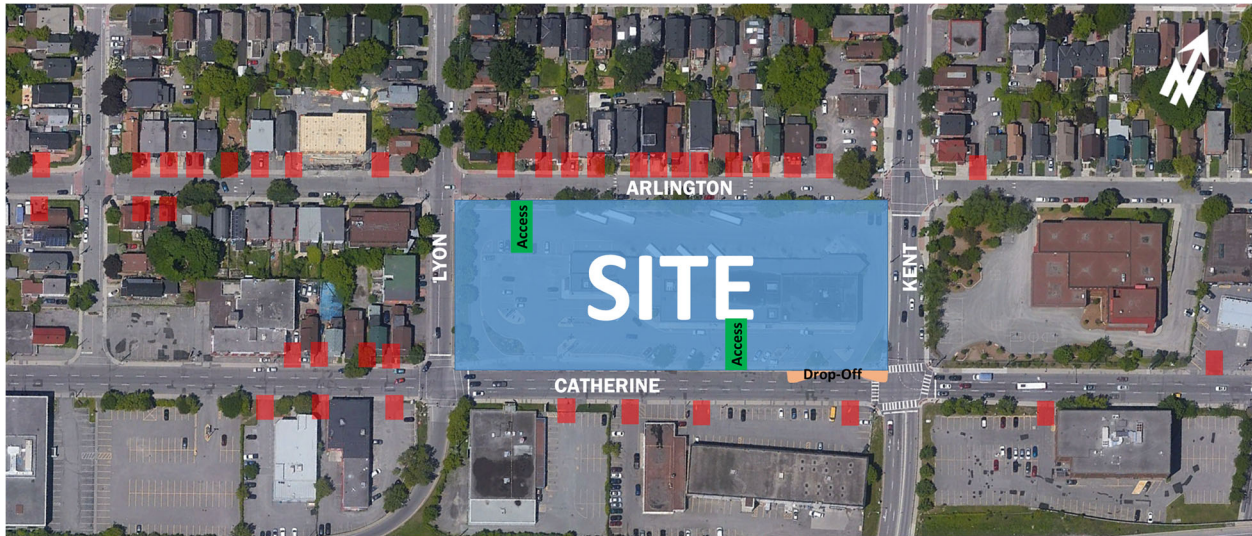 N
ARLINGTON
Access
LYON
SITE
KENT
Access
Drop-Off
CATHERINE